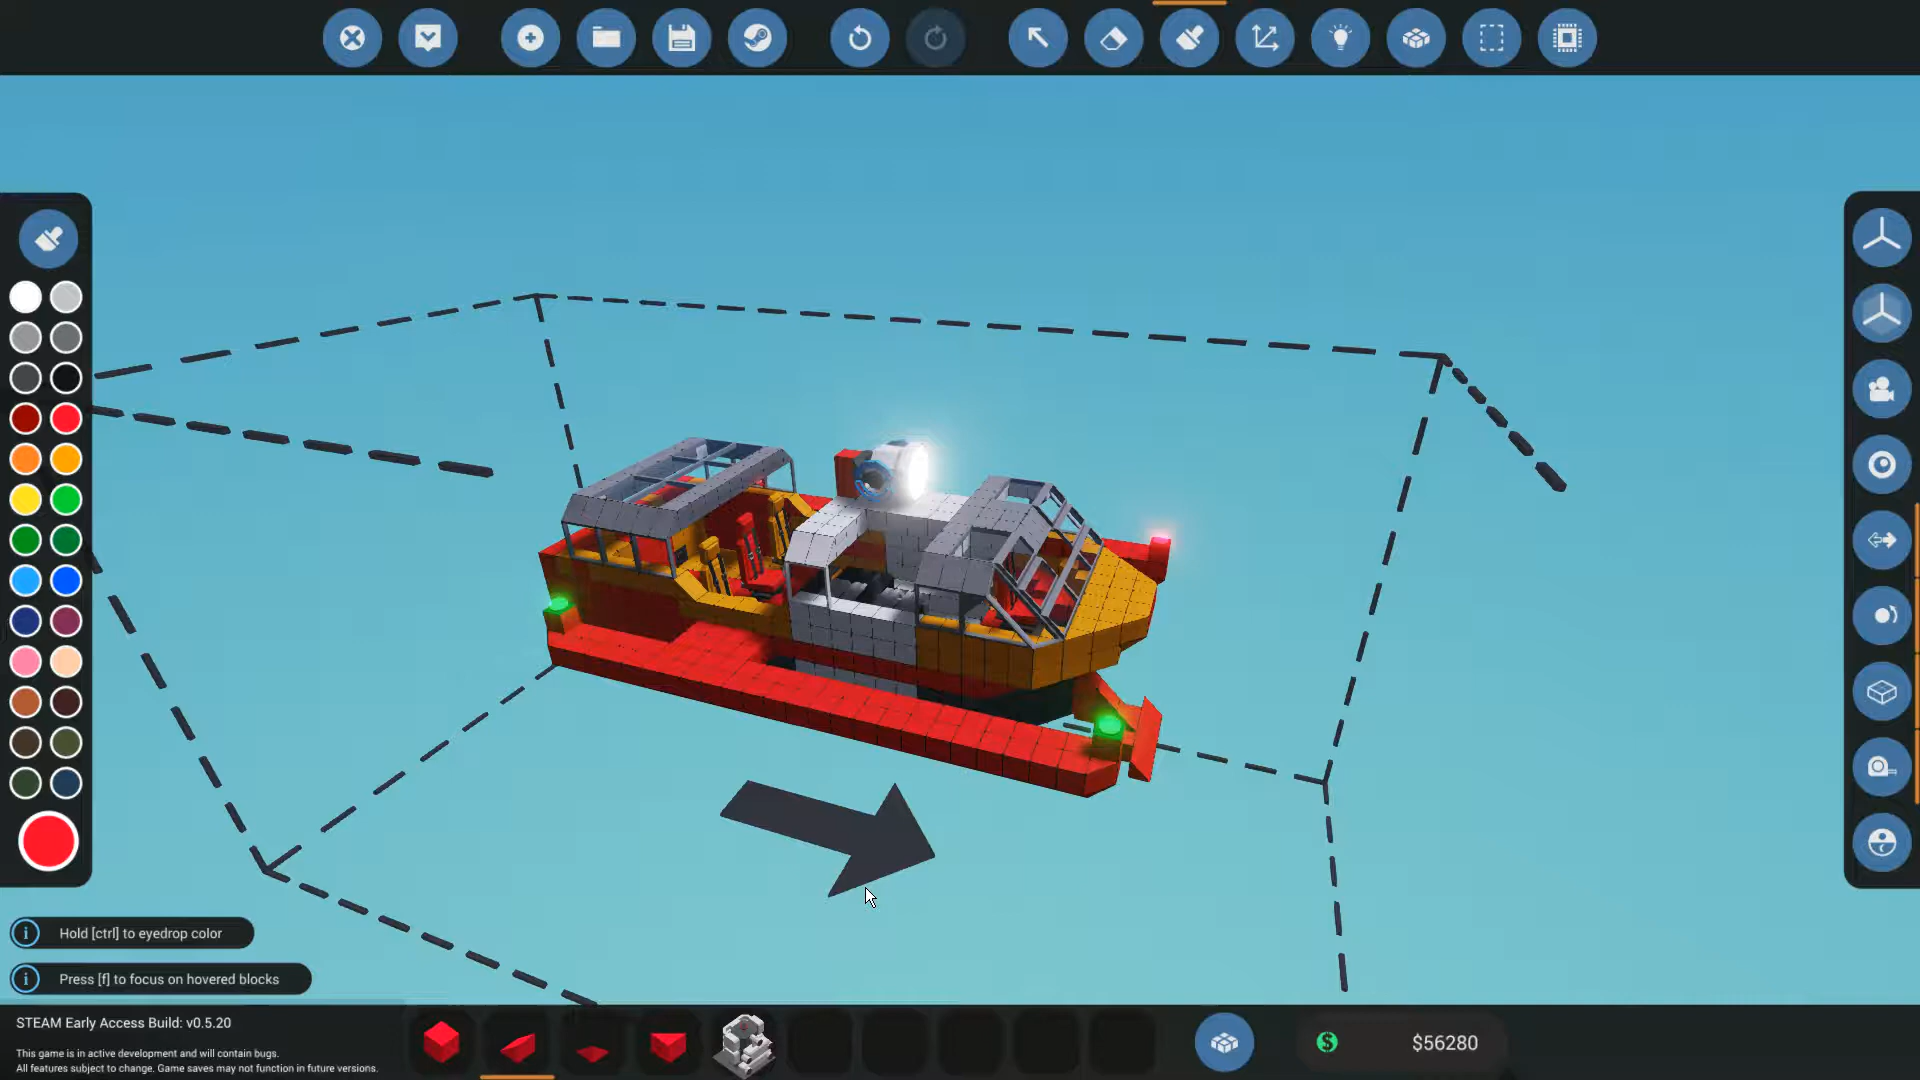 Hold [ctrl] to eyedrop color
Press [f] to focus on hovered blocks
STEAM Early Access Build: v0.5.20
This game is in active development and will contain bugs.
All features subject to change. Game saves may not function in future versions.
$56280